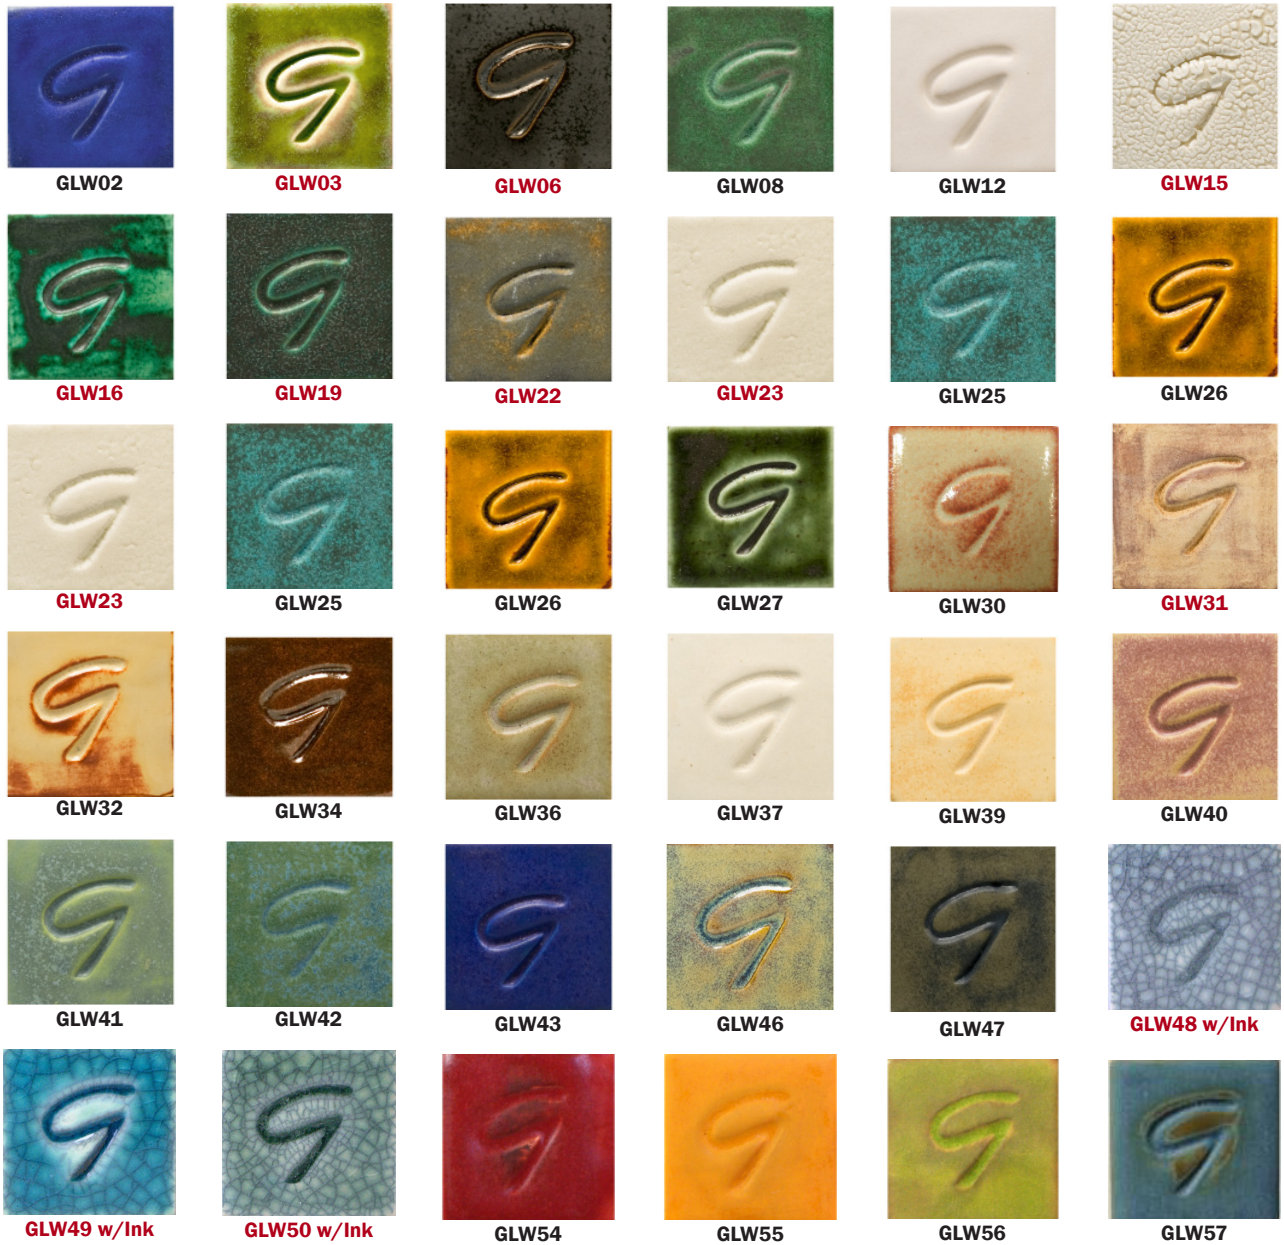 GLW02 GLW03 GLW06 GLW08 GLW12 GLW15
GLW16 GLW19 GLW22 GLW23 GLW25 GLW26
GLW23 GLW25 GLW26 GLW27 GLW30 GLW31
GLW32 GLW34 GLW36 GLW37 GLW39 GLW40
GLW41 GLW42 GLW43 GLW46 GLW47 GLW48 w/Ink
GLW49 w/Ink GLW50 w/Ink GLW54 GLW55 GLW56 GLW57